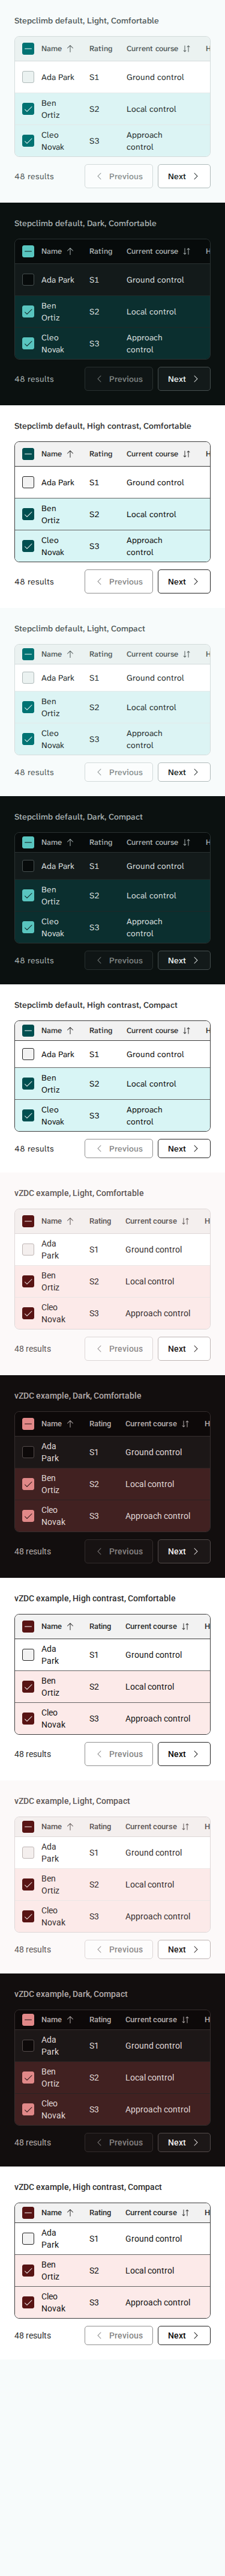 Stepclimb default, Light, Comfortable
Name Rating Current course H
Ada Park S1 Ground control
Ben
Ortiz S2 Local control
Cleo
Novak S3 Approach
control
48 results Previous Next
Stepclimb default, Dark, Comfortable
Name Rating Current course H
Ada Park S1 Ground control
Ben
Ortiz S2 Local control
Cleo
Novak S3 Approach
control
48 results Previous Next
Stepclimb default, High contrast, Comfortable
Name Rating Current course H
Ada Park S1 Ground control
Ben
Ortiz S2 Local control
Cleo
Novak S3 Approach
control
48 results Previous Next
Stepclimb default, Light, Compact
Name Rating Current course H
Ada Park S1 Ground control
Ben
Ortiz S2 Local control
Cleo
Novak S3 Approach
control
48 results Previous Next
Stepclimb default, Dark, Compact
Name Rating Current course H
Ada Park S1 Ground control
Ben
Ortiz S2 Local control
Cleo
Novak S3 Approach
control
48 results Previous Next
Stepclimb default, High contrast, Compact
Name Rating Current course H
Ada Park S1 Ground control
Ben
Ortiz S2 Local control
Cleo
Novak S3 Approach
control
48 results Previous Next
vZDC example, Light, Comfortable
Name Rating Current course H
Ada
Park S1 Ground control
Ben
Ortiz S2 Local control
Cleo
Novak S3 Approach control
48 results Previous Next
vZDC example, Dark, Comfortable
Name Rating Current course H
Ada
Park S1 Ground control
Ben
Ortiz S2 Local control
Cleo
Novak S3 Approach control
48 results Previous Next
vZDC example, High contrast, Comfortable
Name Rating Current course H
Ada
Park S1 Ground control
Ben
Ortiz S2 Local control
Cleo
Novak S3 Approach control
48 results Previous Next
vZDC example, Light, Compact
Name Rating Current course H
Ada
Park S1 Ground control
Ben
Ortiz S2 Local control
Cleo
Novak S3 Approach control
48 results Previous Next
vZDC example, Dark, Compact
Name Rating Current course H
Ada
Park S1 Ground control
Ben
Ortiz S2 Local control
Cleo
Novak S3 Approach control
48 results Previous Next
vZDC example, High contrast, Compact
Name Rating Current course H
Ada
Park S1 Ground control
Ben
Ortiz S2 Local control
Cleo
Novak S3 Approach control
48 results Previous Next